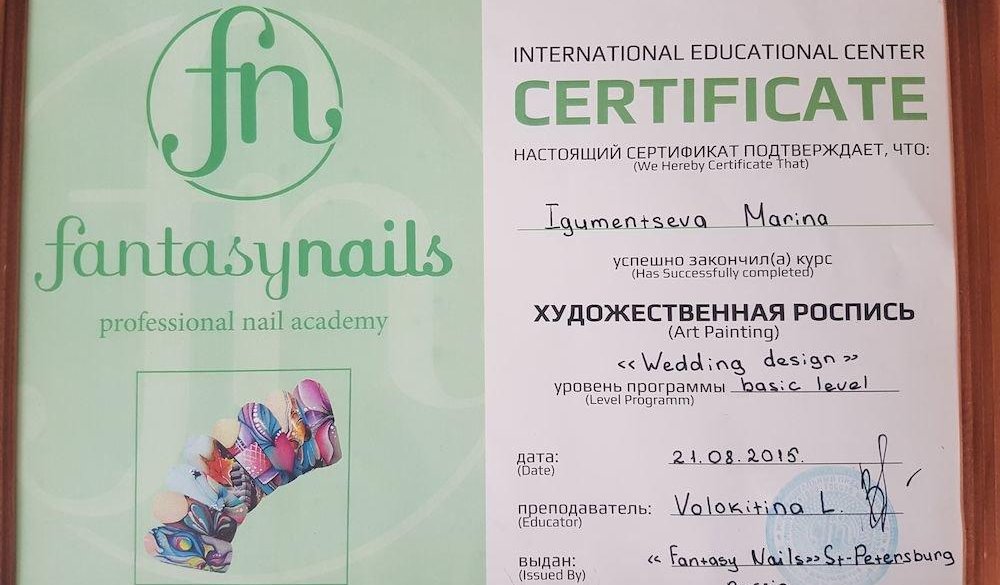 fn
fantasynails
professional nail academy
INTERNATIONAL EDUCATIONAL CENTER
CERTIFICATE
НАСТОЯЩИЙ СЕРТИФИКАТ ПОДТВЕРЖДАЕТ, ЧТО:
(We Hereby Certificate That)
Igumentseva Marina
успешно закончил(а) курс
(Has Successfully completed)
ХУДОЖЕСТВЕННАЯ РОСПИСЬ
(Art Painting)
«Wedding design»
уровень программы basic level
(Level Programm)
дата: 21.08.2015.
(Date)
преподаватель: Volokitina L.
(Educator)
выдан: «Fantasy Nails» St-Petersburg
(Issued By)